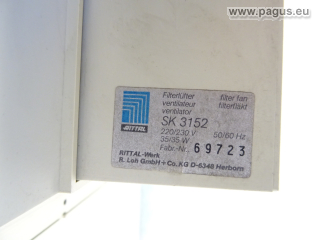 www.pagus.eu
Filterlüfter filter fan
ventilateur filterfläkt
ventilator
SK 3152
220/230 V 50/60 Hz
35/35 W
Fabr.-Nr. 69723
RITTAL
RITTAL-Werk
R. Loh GmbH + Co. KG D-6348 Herborn